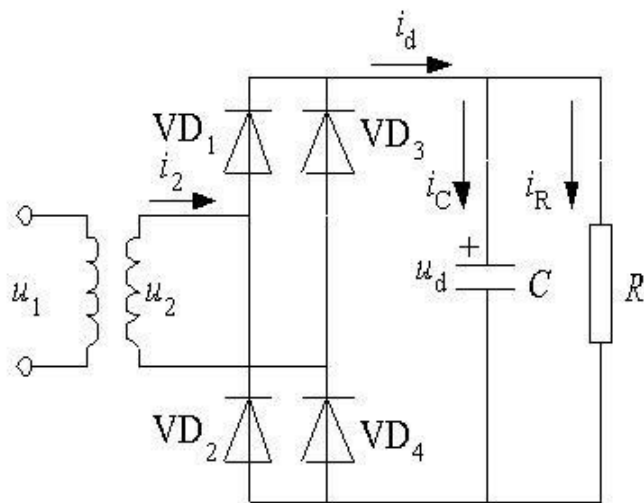 i_d
VD_1
VD_3
i_2
i_C
i_R
u_1
u_2
+
u_d
C
R
VD_2
VD_4